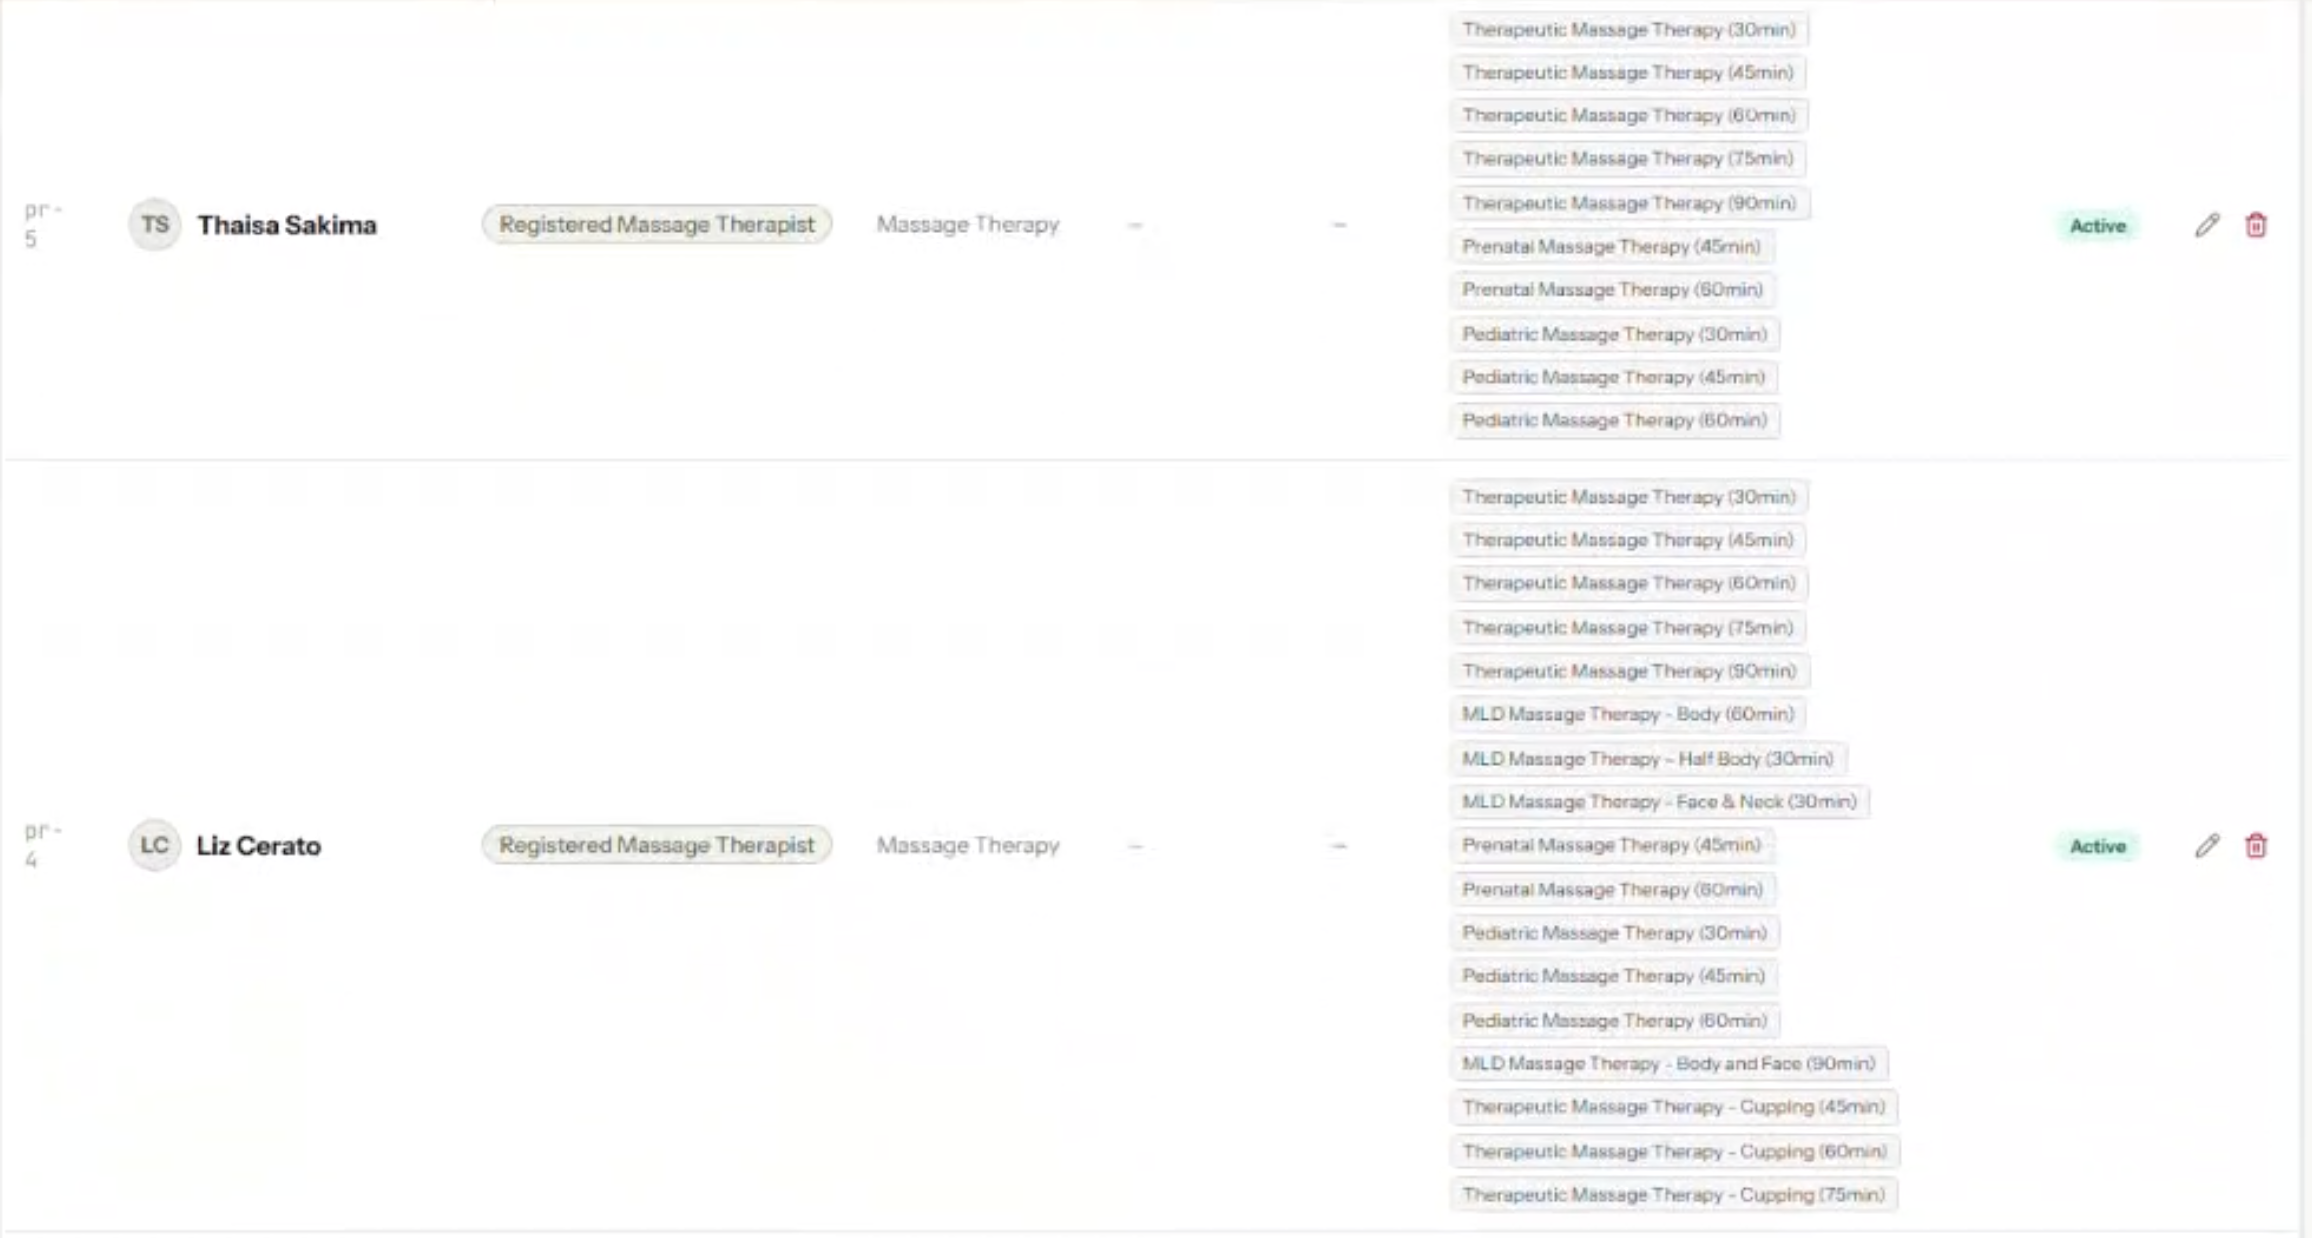 Therapeutic Massage Therapy (30min)
Therapeutic Massage Therapy (45min)
Therapeutic Massage Therapy (60min)
Therapeutic Massage Therapy (75min)
pr-
5
TS Thaisa Sakima Registered Massage Therapist Massage Therapy – – Therapeutic Massage Therapy (90min) Active
Prenatal Massage Therapy (45min)
Prenatal Massage Therapy (60min)
Pediatric Massage Therapy (30min)
Pediatric Massage Therapy (45min)
Pediatric Massage Therapy (60min)
Therapeutic Massage Therapy (30min)
Therapeutic Massage Therapy (45min)
Therapeutic Massage Therapy (60min)
Therapeutic Massage Therapy (75min)
Therapeutic Massage Therapy (90min)
MLD Massage Therapy - Body (60min)
MLD Massage Therapy - Half Body (30min)
MLD Massage Therapy - Face & Neck (30min)
pr-
4
LC Liz Cerato Registered Massage Therapist Massage Therapy – – Prenatal Massage Therapy (45min) Active
Prenatal Massage Therapy (60min)
Pediatric Massage Therapy (30min)
Pediatric Massage Therapy (45min)
Pediatric Massage Therapy (60min)
MLD Massage Therapy - Body and Face (90min)
Therapeutic Massage Therapy - Cupping (45min)
Therapeutic Massage Therapy - Cupping (60min)
Therapeutic Massage Therapy - Cupping (75min)